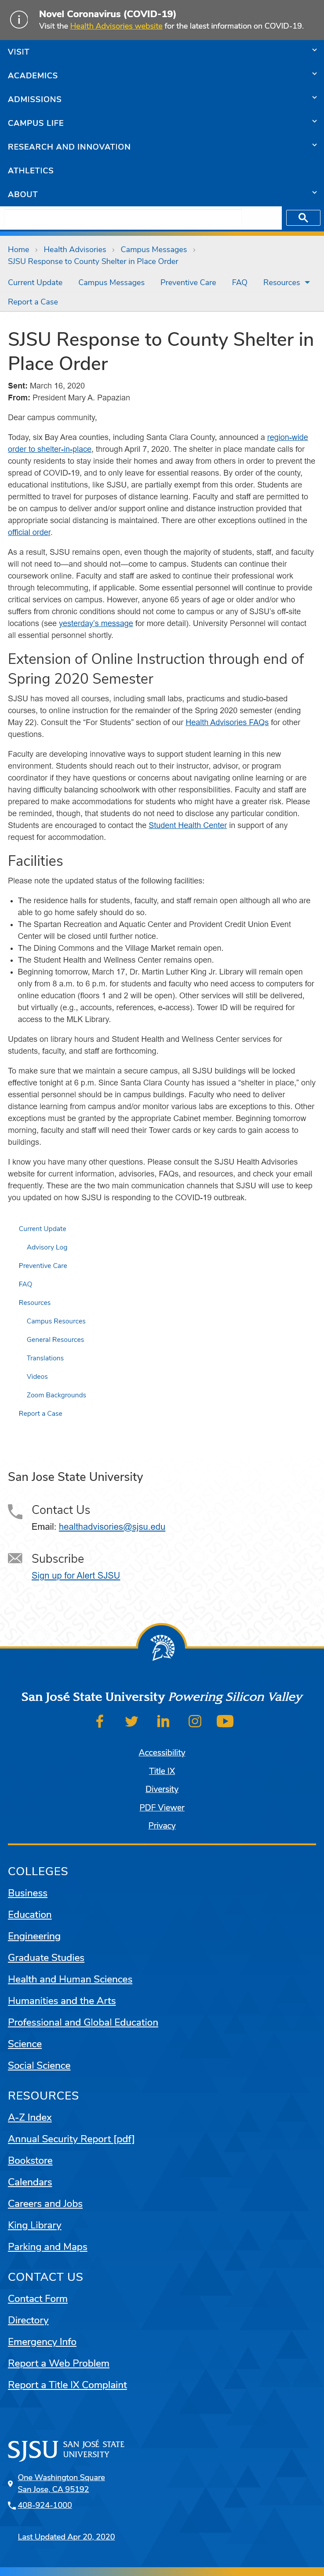 Novel Coronavirus (COVID-19)
Visit the Health Advisories website for the latest information on COVID-19.
VISIT
ACADEMICS
ADMISSIONS
CAMPUS LIFE
RESEARCH AND INNOVATION
ATHLETICS
ABOUT
Home › Health Advisories › Campus Messages ›
SJSU Response to County Shelter in Place Order
Current Update Campus Messages Preventive Care FAQ Resources
Report a Case
SJSU Response to County Shelter in
Place Order
Sent: March 16, 2020
From: President Mary A. Papazian
Dear campus community,
Today, six Bay Area counties, including Santa Clara County, announced a region-wide
order to shelter-in-place, through April 7, 2020. The shelter in place mandate calls for
county residents to stay inside their homes and away from others in order to prevent the
spread of COVID-19, and to only leave for essential reasons. By order of the county,
educational institutions, like SJSU, are partially exempt from this order. Students can
continue their education for purposes of distance learning. Faculty and staff who need to
be on campus to deliver and/or support online and distance instruction provided that
appropriate social distancing is maintained. There are other exemptions outlined in the
official order.
As a result, SJSU remains open, even though the majority of students, staff, and faculty
will not need to—and should not—come to campus. Students can continue their
coursework online. Faculty and staff are asked to continue their professional work
through telecommuting, if applicable. Some essential personnel will continue to provide
critical services on campus. However, anyone 65 years of age or older and who
suffers from chronic conditions should not come to campus or any of SJSU's off-site
locations (see yesterday's message for more detail). University Personnel will contact
all essential personnel shortly.
Extension of Online Instruction through end of
Spring 2020 Semester
SJSU has moved all courses, including small labs, practicums and studio-based
courses, to online instruction for the remainder of the Spring 2020 semester (ending
May 22). Consult the “For Students” section of our Health Advisories FAQs for other
questions.
Faculty are developing innovative ways to support student learning in this new
environment. Students should reach out to their instructor, advisor, or program
coordinator if they have questions or concerns about navigating online learning or are
having difficulty balancing schoolwork with other responsibilities. Faculty and staff are
prepared to make accommodations for students who may be at a greater risk. Please
be reminded, though, that students do not need to disclose any particular condition.
Students are encouraged to contact the Student Health Center in support of any
request for accommodation.
Facilities
Please note the updated status of the following facilities:
• The residence halls for students, faculty, and staff remain open although all who are
able to go home safely should do so.
• The Spartan Recreation and Aquatic Center and Provident Credit Union Event
Center will be closed until further notice.
• The Dining Commons and the Village Market remain open.
• The Student Health and Wellness Center remains open.
• Beginning tomorrow, March 17, Dr. Martin Luther King Jr. Library will remain open
only from 8 a.m. to 6 p.m. for students and faculty who need access to computers for
online education (floors 1 and 2 will be open). Other services will still be delivered,
but virtually (e.g., accounts, references, e-access). Tower ID will be required for
access to the MLK Library.
Updates on library hours and Student Health and Wellness Center services for
students, faculty, and staff are forthcoming.
To make sure that we maintain a secure campus, all SJSU building will be locked
effective tonight at 6 p.m. Since Santa Clara County has issued a “shelter in place,” only
essential personnel should be in campus buildings. Faculty who need to deliver
distance learning from campus and/or monitor various labs are exceptions to this. Other
access must be granted by the appropriate Cabinet member. Beginning tomorrow
morning, faculty and staff will need their Tower cards or key cards to gain access to
buildings.
I know you have many other questions. Please consult the SJSU Health Advisories
website for current information, advisories, FAQs, and resources, and check your email
frequently. These are the two main communication channels that SJSU will use to keep
you updated on how SJSU is responding to the COVID-19 outbreak.
Current Update
Advisory Log
Preventive Care
FAQ
Resources
Campus Resources
General Resources
Translations
Videos
Zoom Backgrounds
Report a Case
San Jose State University
Contact Us
Email: healthadvisories@sjsu.edu
Subscribe
Sign up for Alert SJSU
San José State University Powering Silicon Valley
Accessibility
Title IX
Diversity
PDF Viewer
Privacy
COLLEGES
Business
Education
Engineering
Graduate Studies
Health and Human Sciences
Humanities and the Arts
Professional and Global Education
Science
Social Science
RESOURCES
A-Z Index
Annual Security Report [pdf]
Bookstore
Calendars
Careers and Jobs
King Library
Parking and Maps
CONTACT US
Contact Form
Directory
Emergency Info
Report a Web Problem
Report a Title IX Complaint
SJSU SAN JOSÉ STATE
UNIVERSITY
One Washington Square
San Jose, CA 95192
408-924-1000
Last Updated Apr 20, 2020